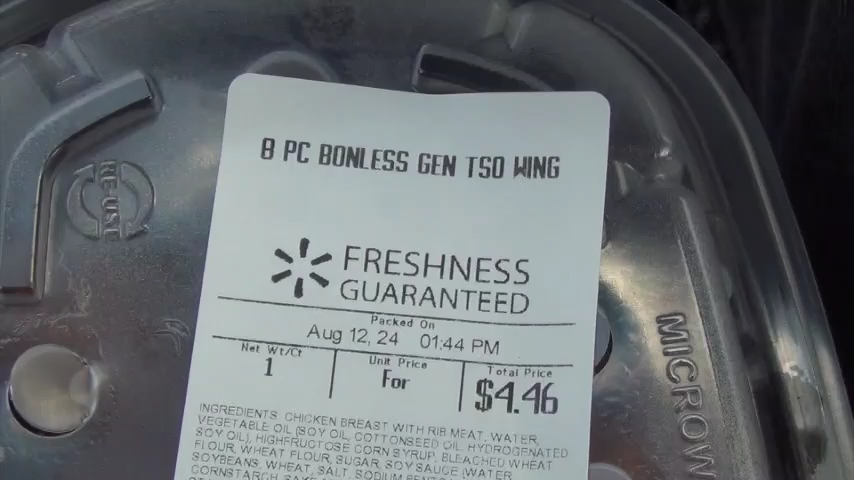 8 PC BONLESS GEN TSO WING
RE-USE
FRESHNESS
GUARANTEED
Packed On
Aug 12, 24 01:44 PM
Net Wt/Ct
1
Unit Price
For
Total Price
$4.46
MICROW
INGREDIENTS: CHICKEN BREAST WITH RIB MEAT, WATER,
VEGETABLE OIL (SOY OIL, COTTONSEED OIL, HYDROGENATED
SOY OIL), HIGH FRUCTOSE CORN SYRUP, BLEACHED WHEAT
FLOUR, WHEAT FLOUR, SUGAR, SOY SAUCE (WATER,
SOYBEANS, WHEAT, SALT, SODIUM
CORNSTARCH,